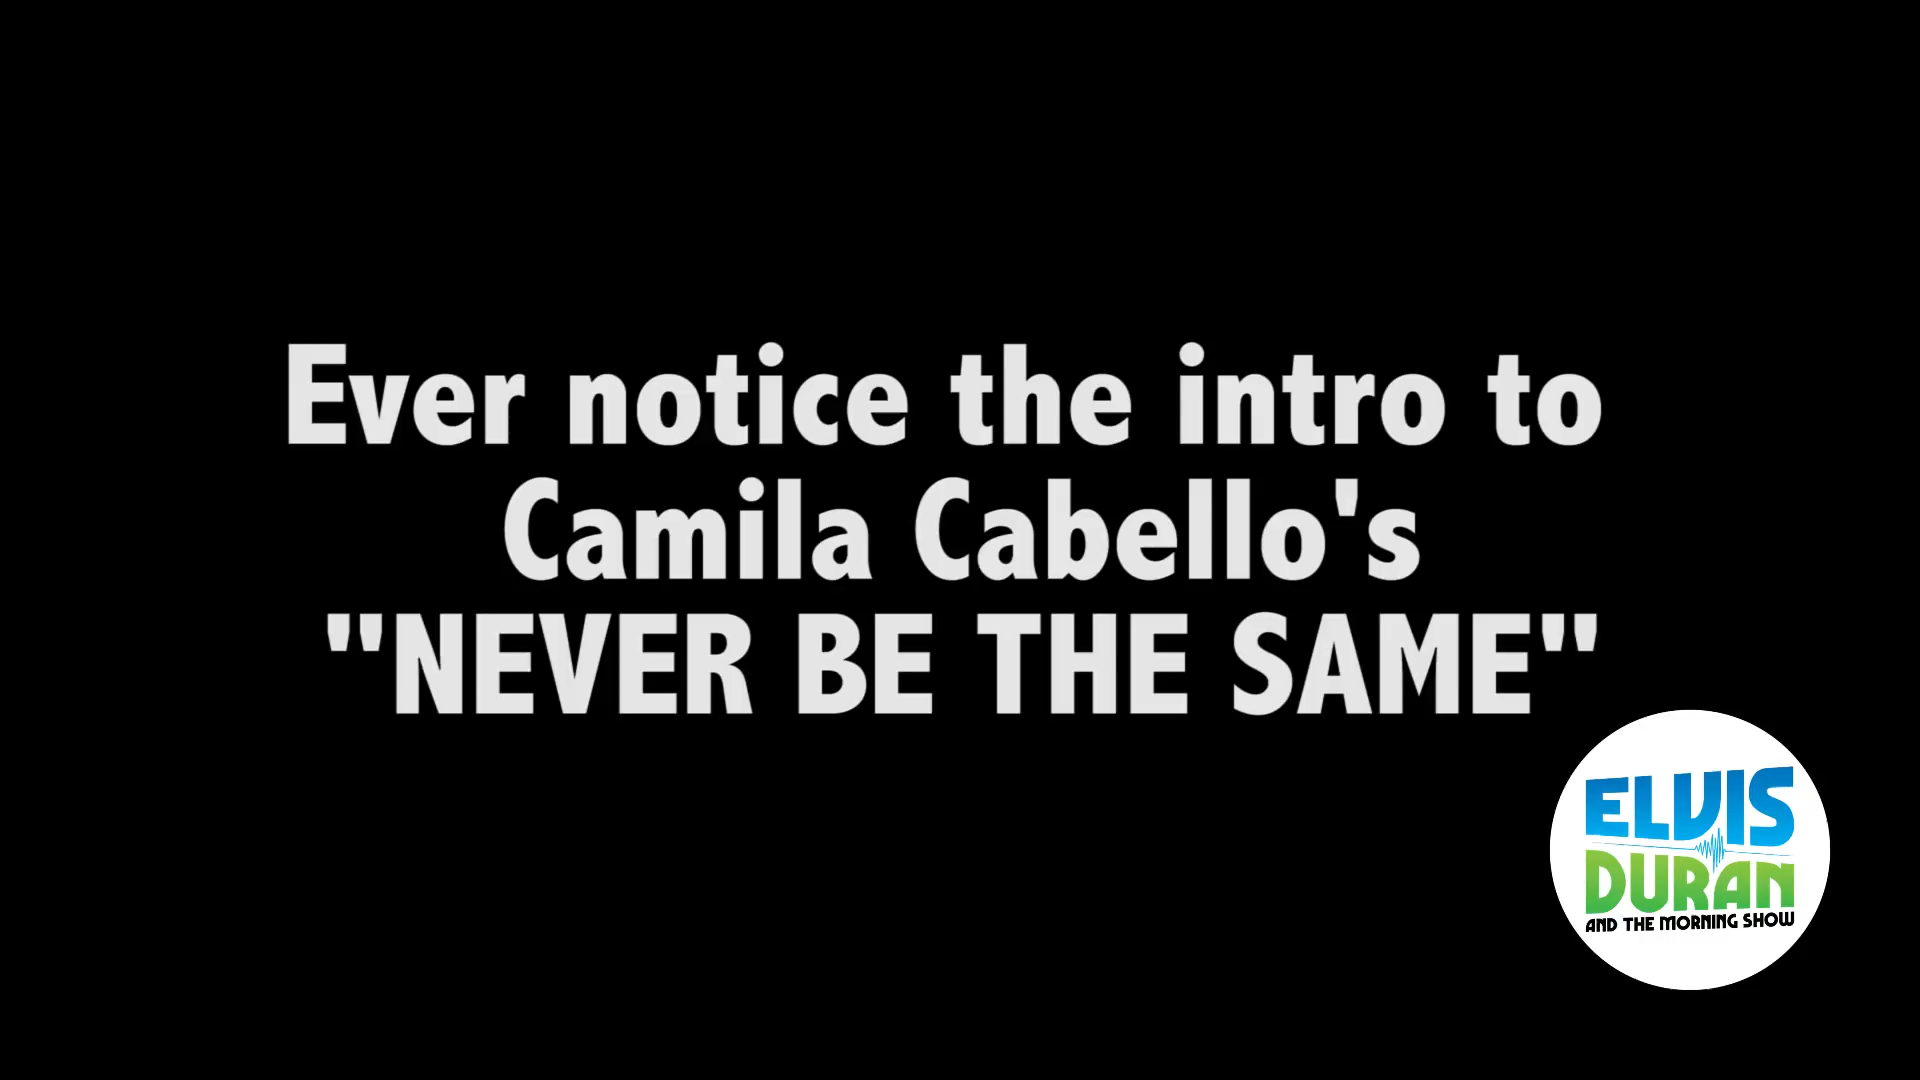 Ever notice the intro to
Camila Cabello's
"NEVER BE THE SAME"
ELVIS
DURAN
AND THE MORNING SHOW